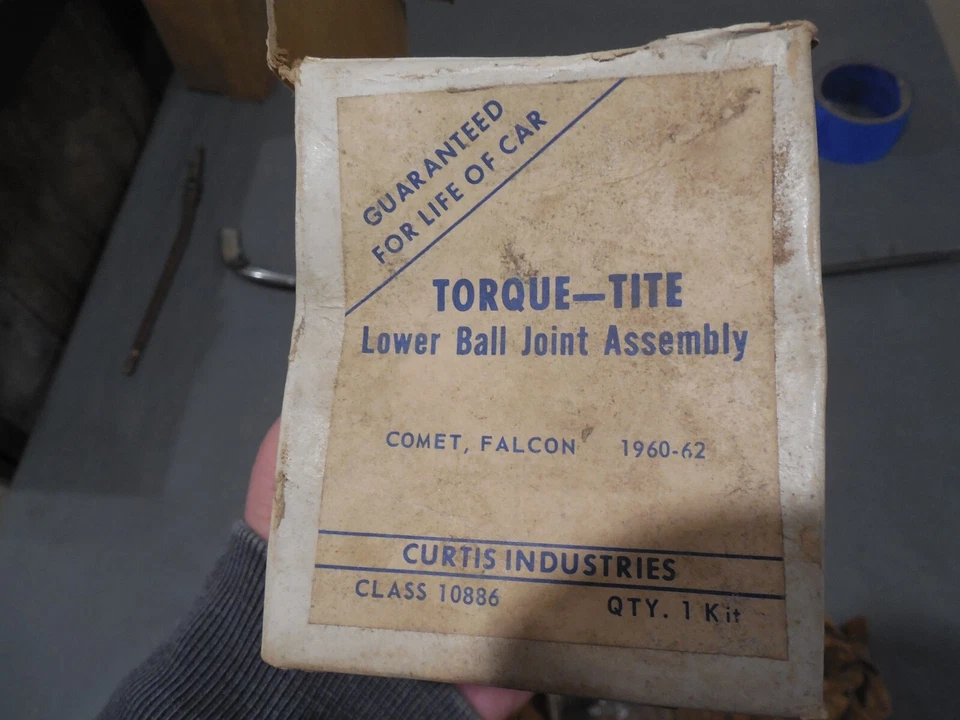 GUARANTEED
FOR LIFE OF CAR
TORQUE—TITE
Lower Ball Joint Assembly
COMET, FALCON 1960-62
CURTIS INDUSTRIES
CLASS 10886 QTY. 1 Kit